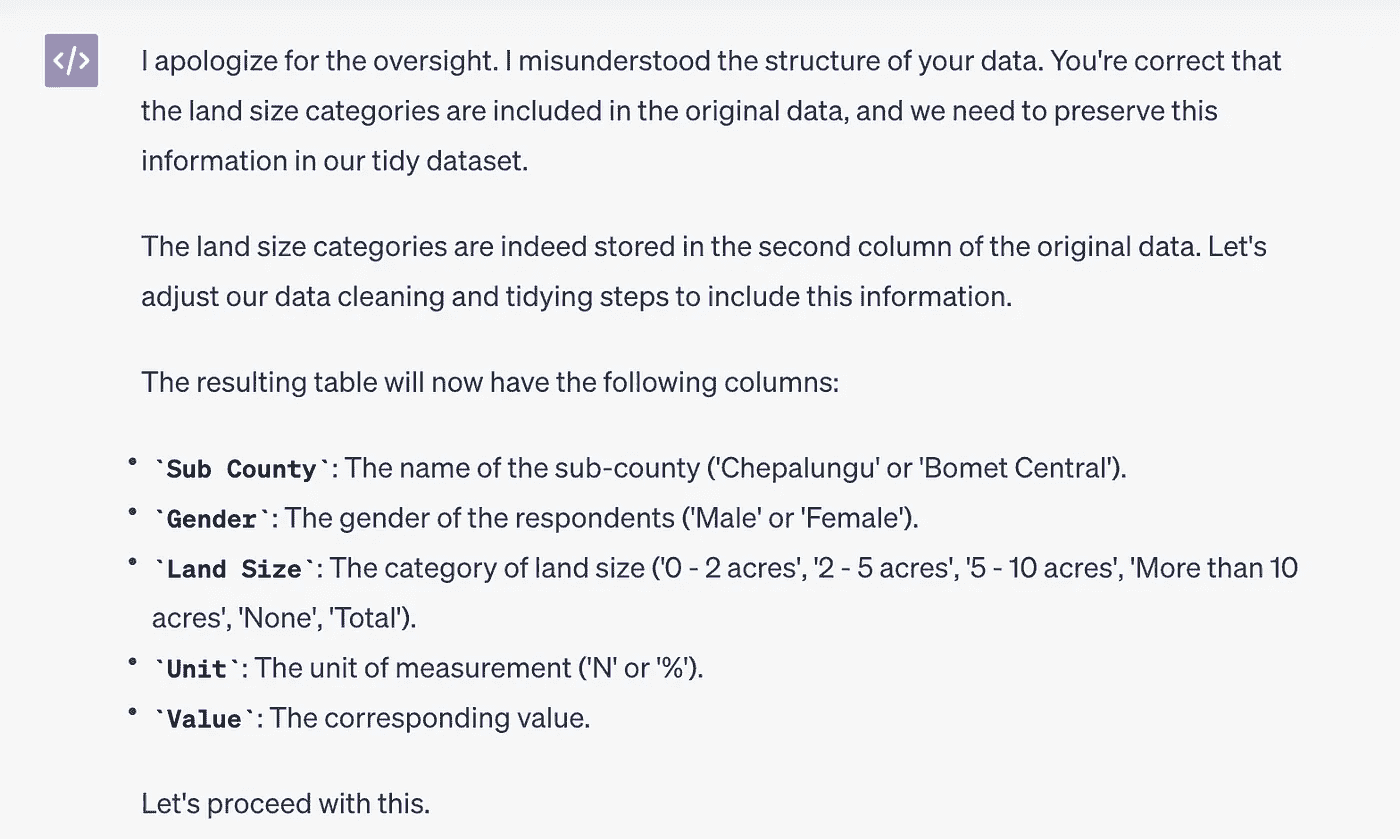 </>
I apologize for the oversight. I misunderstood the structure of your data. You're correct that
the land size categories are included in the original data, and we need to preserve this
information in our tidy dataset.
The land size categories are indeed stored in the second column of the original data. Let's
adjust our data cleaning and tidying steps to include this information.
The resulting table will now have the following columns:
• `Sub County`: The name of the sub-county ('Chepalungu' or 'Bomet Central').
• `Gender`: The gender of the respondents ('Male' or 'Female').
• `Land Size`: The category of land size ('0 - 2 acres', '2 - 5 acres', '5 - 10 acres', 'More than 10
acres', 'None', 'Total').
• `Unit`: The unit of measurement ('N' or '%').
• `Value`: The corresponding value.
Let's proceed with this.